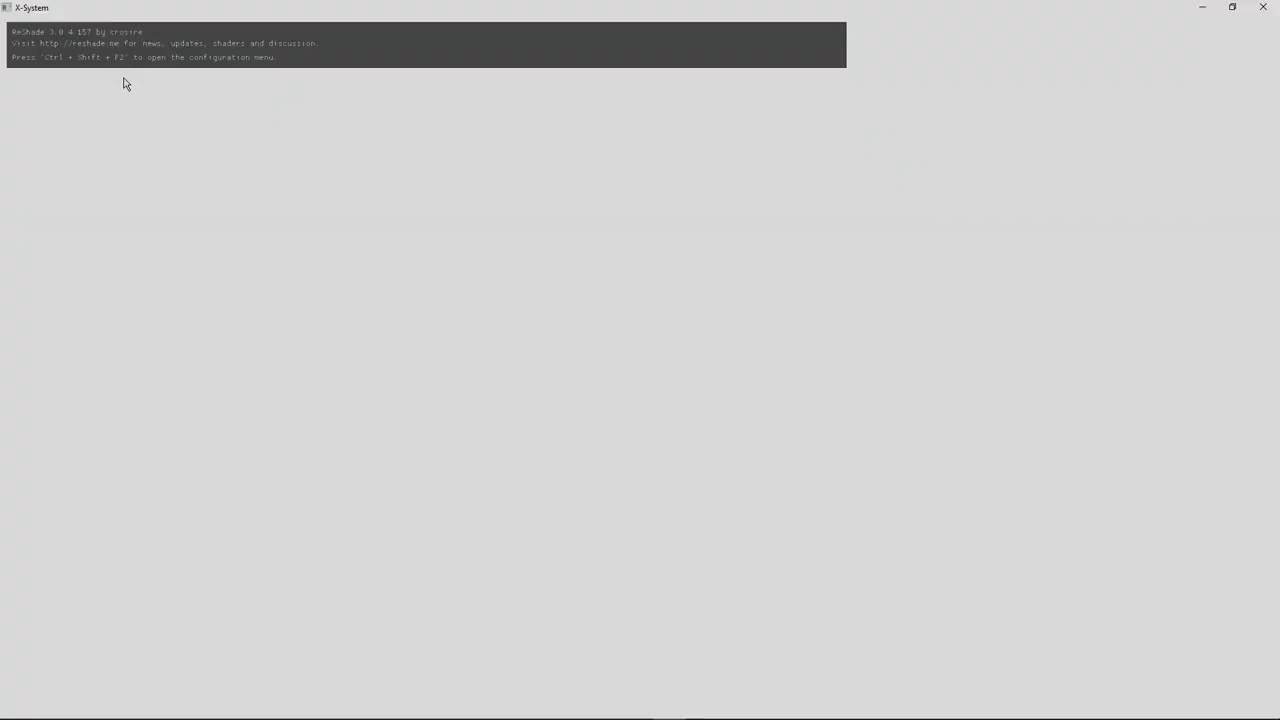 X-System
ReShade 3.0.4.157 by crosire
Visit http://reshade.me for news, updates, shaders and discussion.
Press 'Ctrl + Shift + F2' to open the configuration menu.